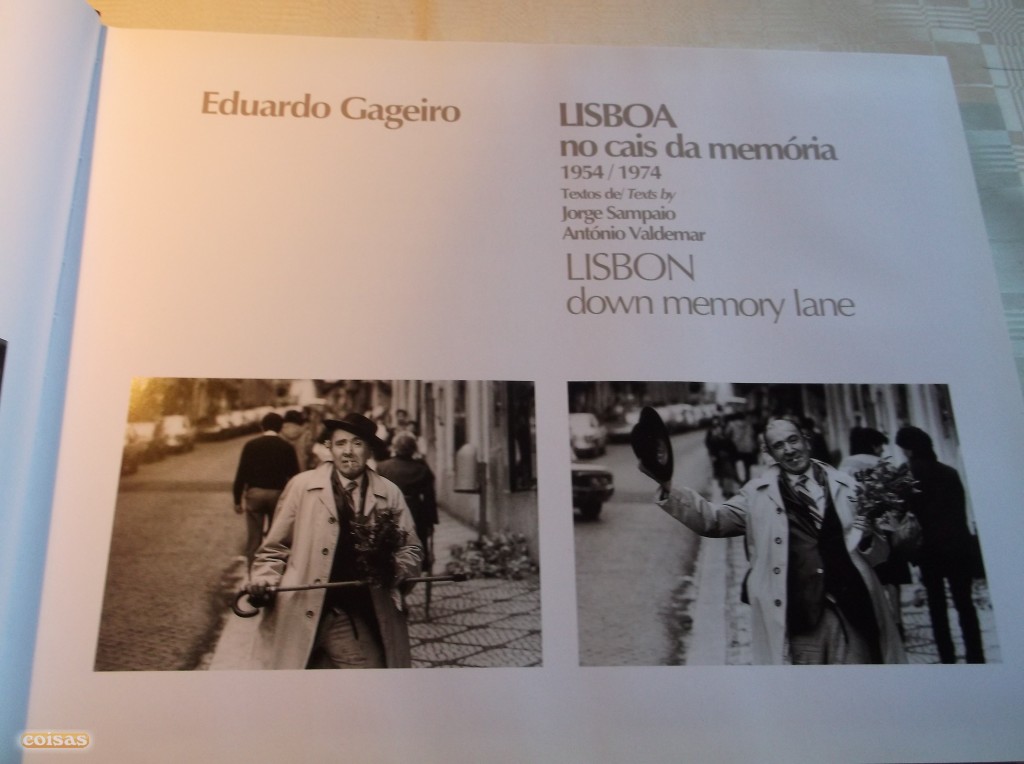 Eduardo Gageiro
LISBOA
no cais da memória
1954 / 1974
Textos de/ Texts by
Jorge Sampaio
António Valdemar
LISBON
down memory lane
coisas